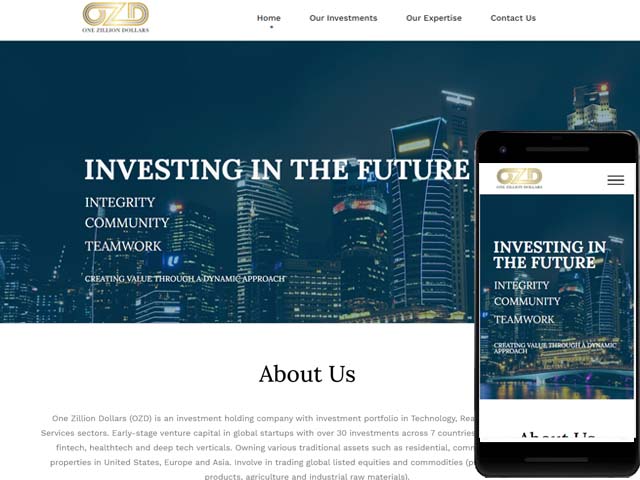 OZD
ONE ZILLION DOLLARS
Home
Our Investments
Our Expertise
Contact Us
INVESTING IN THE FUTURE
INTEGRITY
COMMUNITY
TEAMWORK
CREATING VALUE THROUGH A DYNAMIC APPROACH
About Us
One Zillion Dollars (OZD) is an investment holding company with investment portfolio in Technology, Rea
Services sectors. Early-stage venture capital in global startups with over 30 investments across 7 countries
fintech, healthtech and deep tech verticals. Owning various traditional assets such as residential, comm
properties in United States, Europe and Asia. Involve in trading global listed equities and commodities (p
products, agriculture and industrial raw materials).
OZD
ONE ZILLION DOLLARS
INVESTING IN
THE FUTURE
INTEGRITY
COMMUNITY
TEAMWORK
CREATING VALUE THROUGH A DYNAMIC
APPROACH
About Us